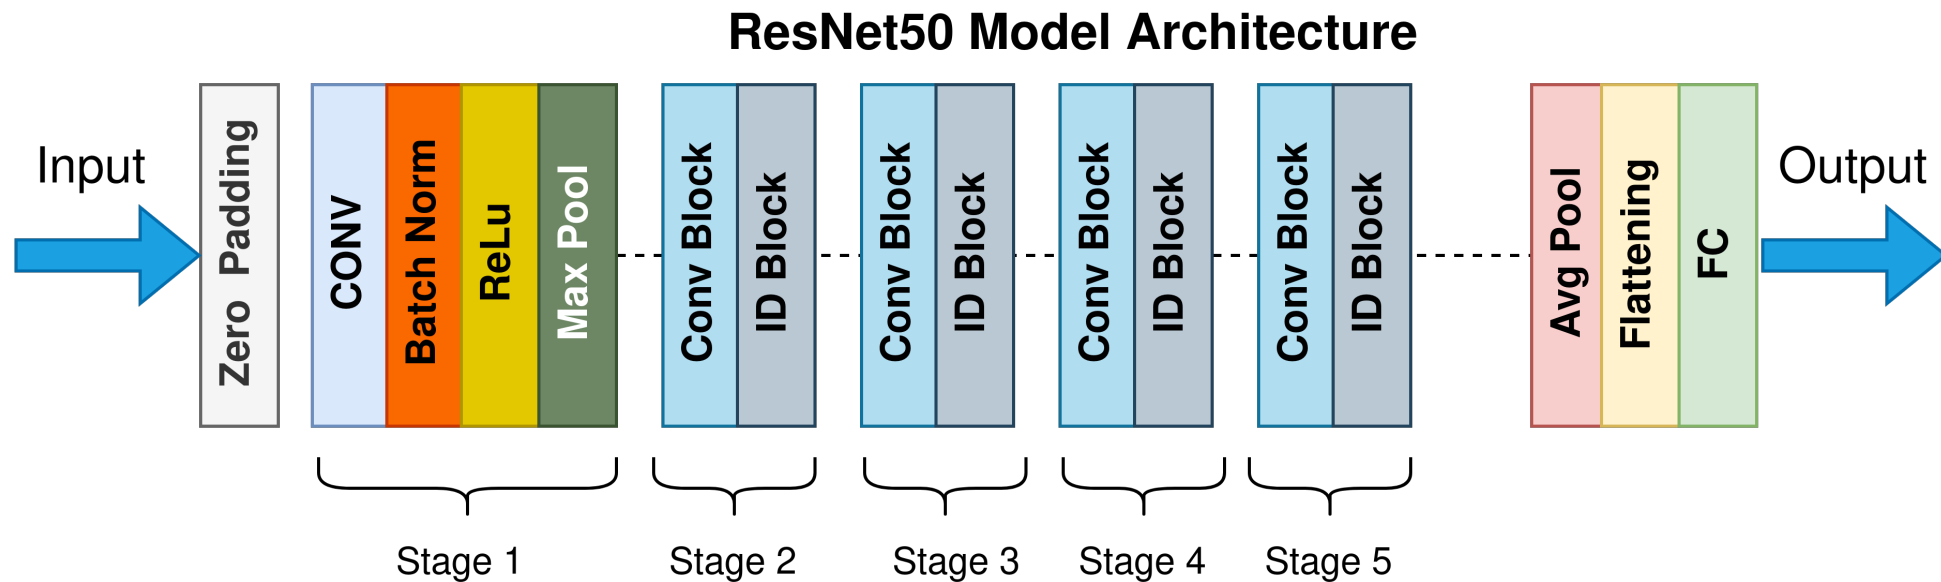 ResNet50 Model Architecture
Input
Zero Padding
CONV
Batch Norm
ReLu
Max Pool
Conv Block
ID Block
Conv Block
ID Block
Conv Block
ID Block
Conv Block
ID Block
Avg Pool
Flattening
FC
Output
Stage 1
Stage 2
Stage 3
Stage 4
Stage 5